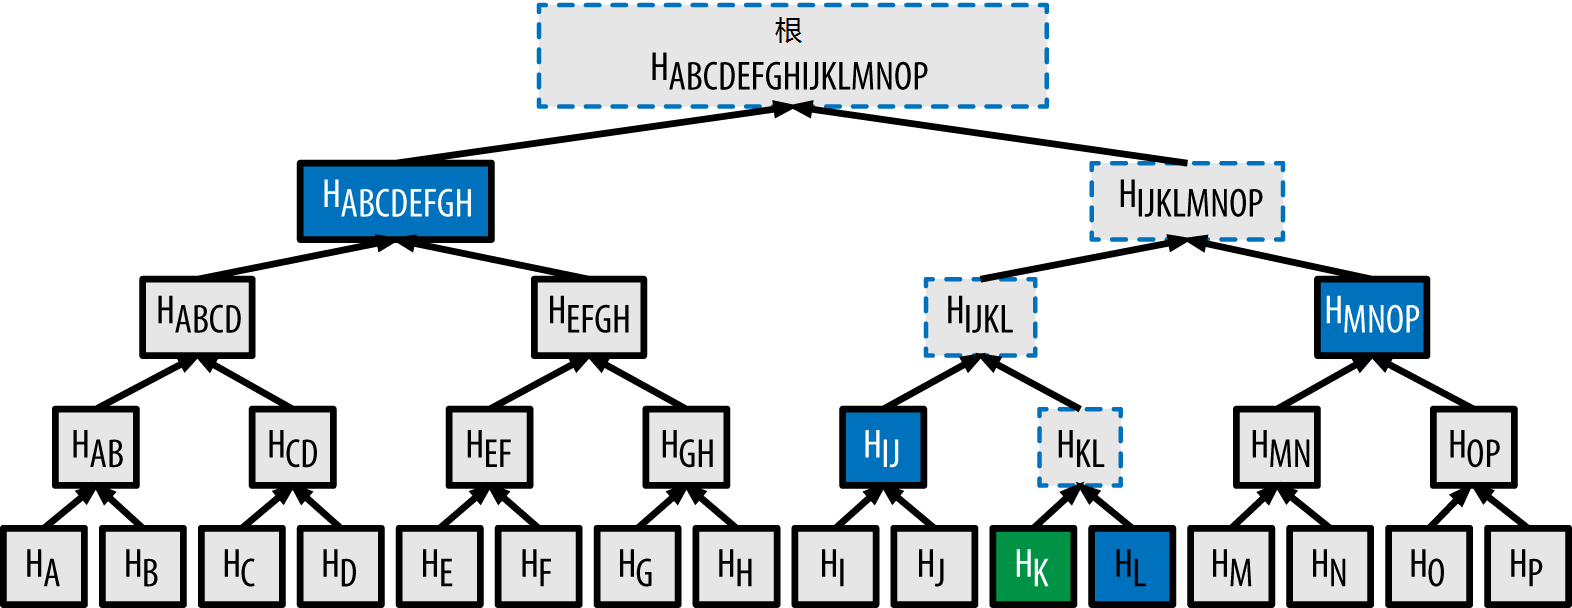 根
HABCDEFGHIJKLMNOP
HABCDEFGH
HIJKLMNOP
HABCD
HEFGH
HIJKL
HMNOP
HAB
HCD
HEF
HGH
HIJ
HKL
HMN
HOP
HA
HB
HC
HD
HE
HF
HG
HH
HI
HJ
HK
HL
HM
HN
HO
HP